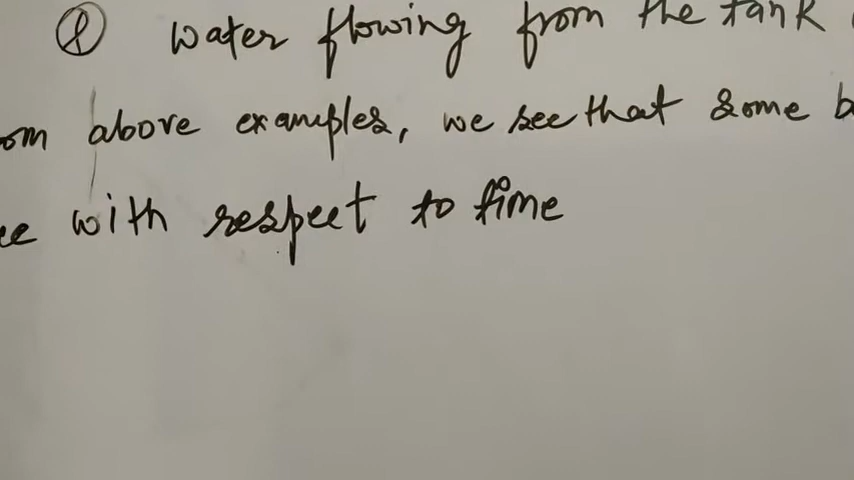 ⑧ Water flowing from the tank
om above examples, we see that some b
ce with respect to time